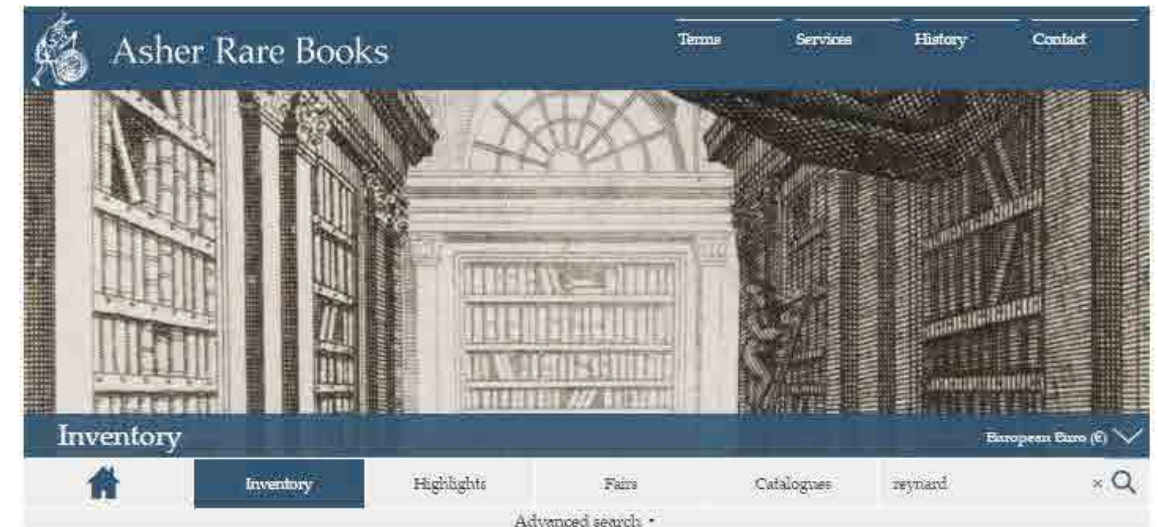 Asher Rare Books
Terms Services History Contact
Inventory
European Euro (€)
Inventory Highlights Fairs Catalogues reynard ×
Advanced search